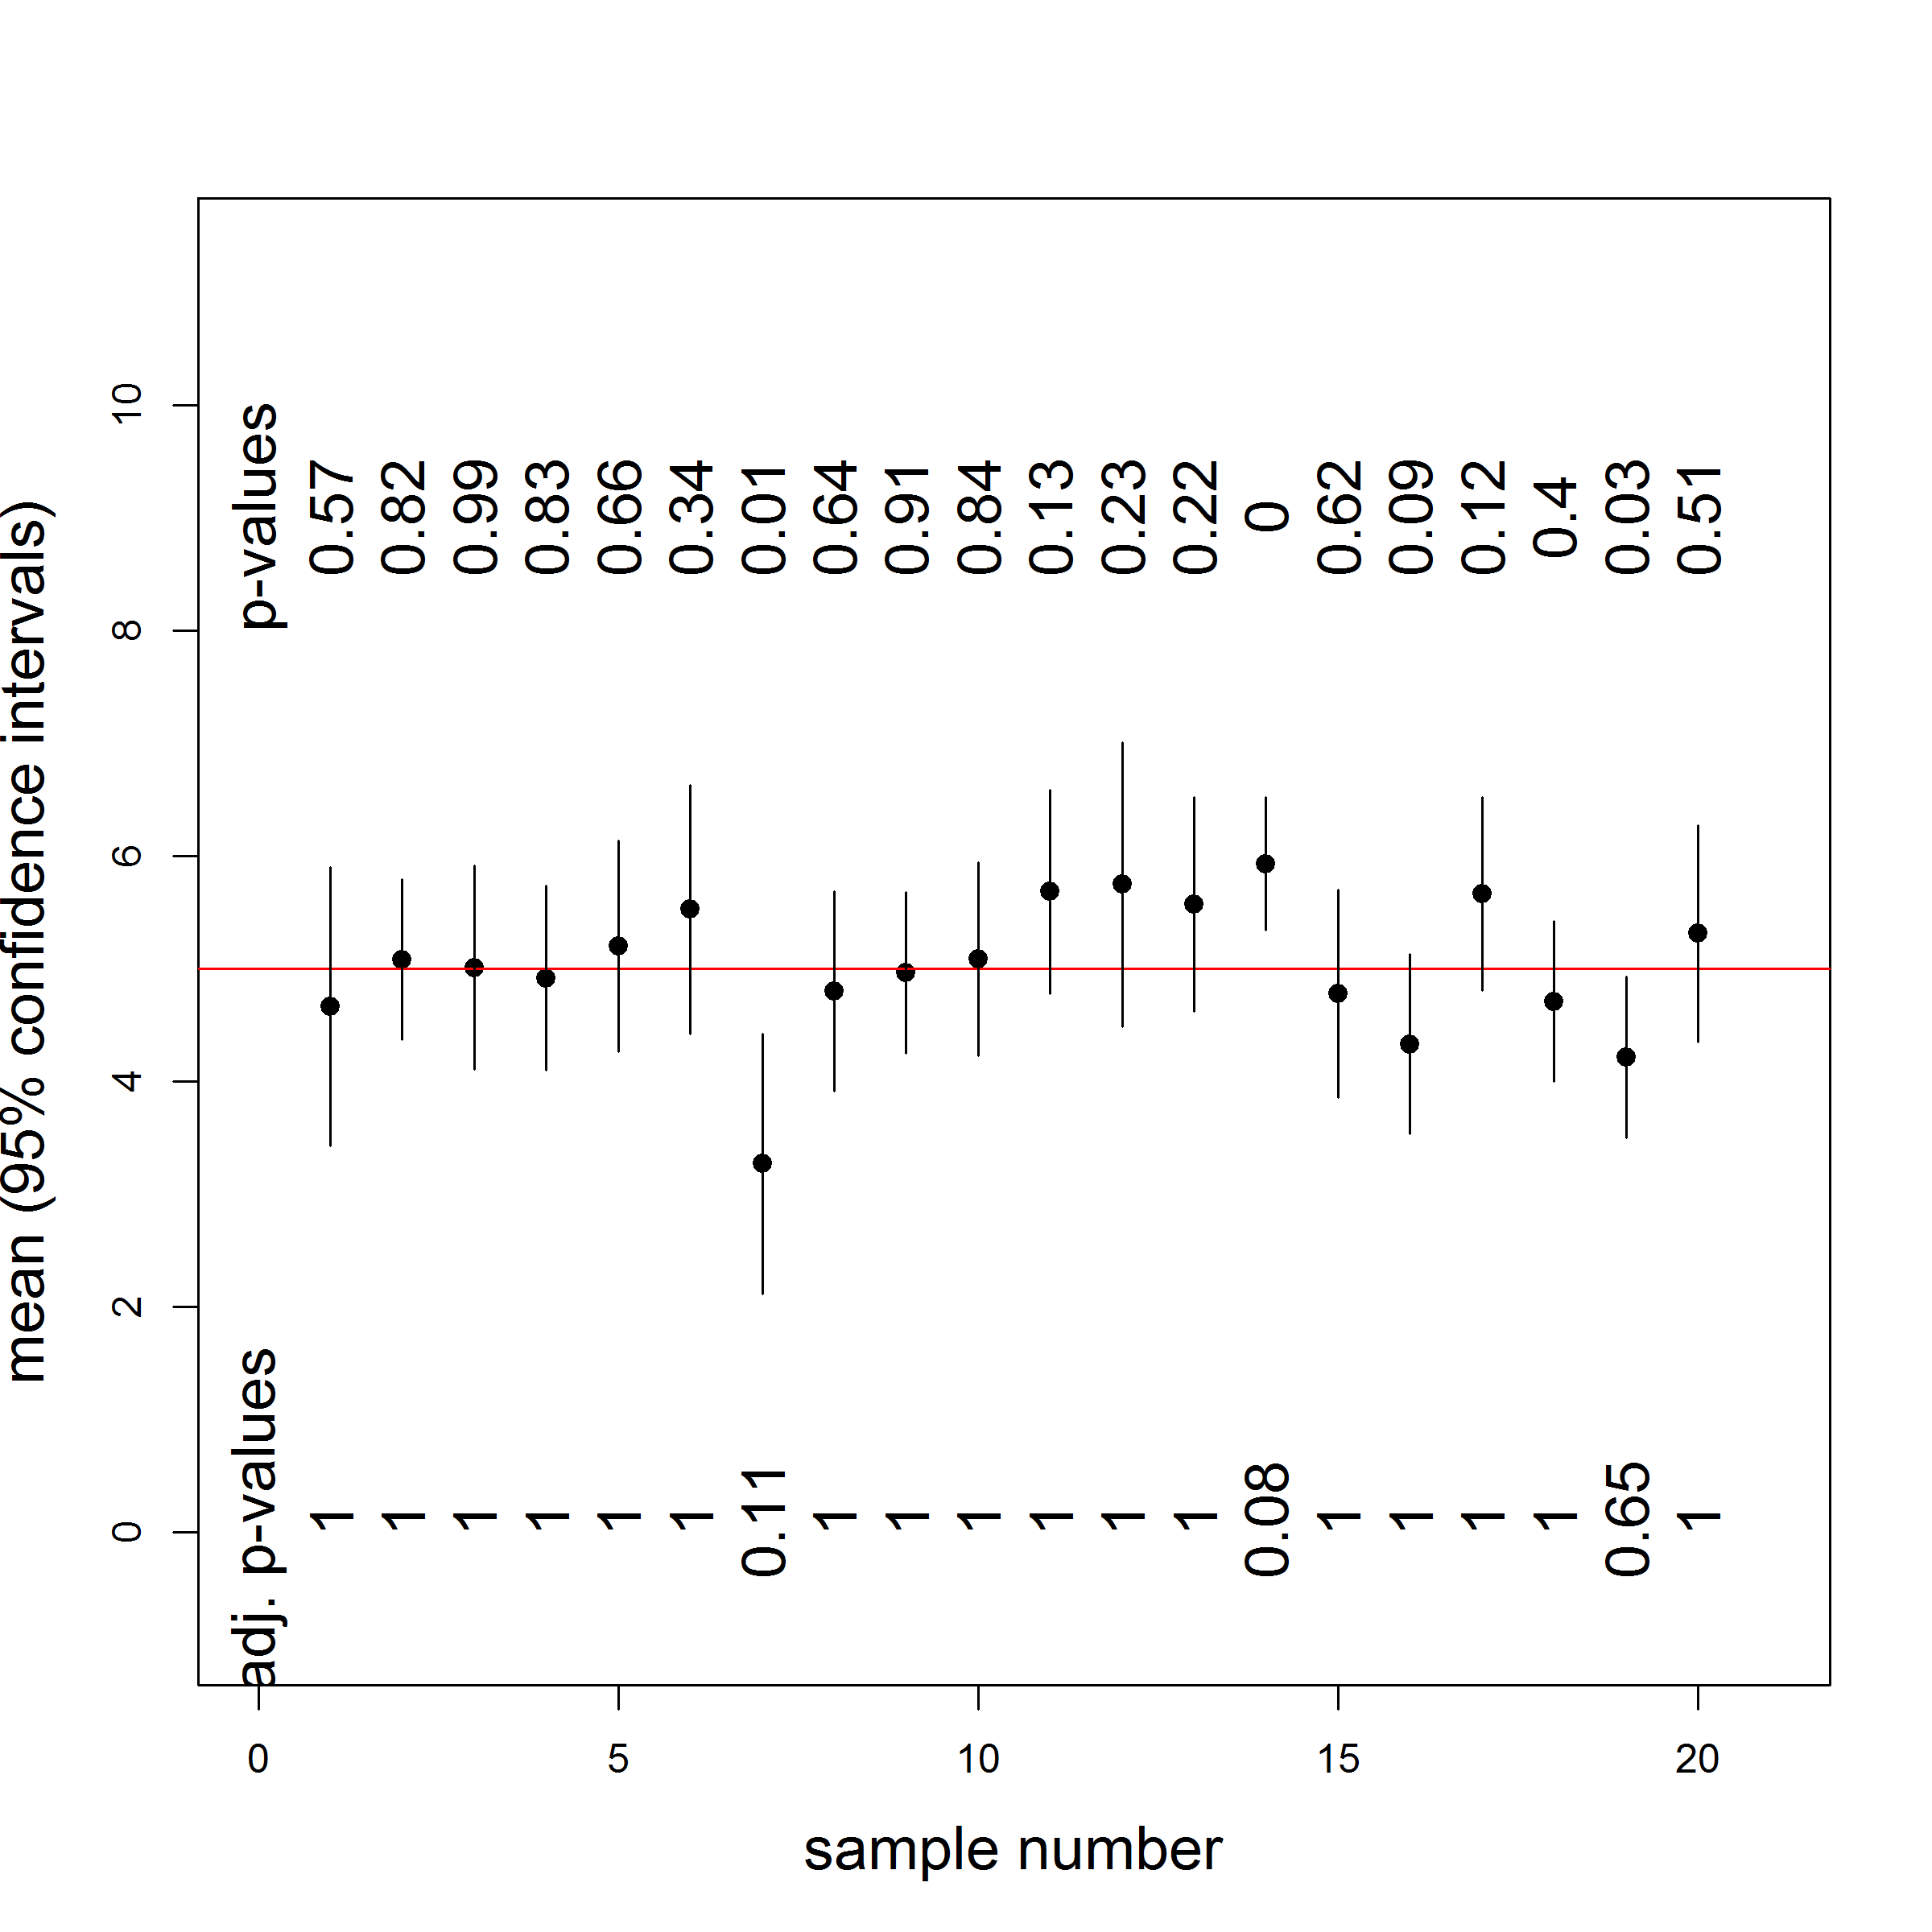 mean (95% confidence intervals)
10
8
6
4
2
0
p-values 0.57 0.82 0.99 0.83 0.66 0.34 0.01 0.64 0.91 0.84 0.13 0.23 0.22 0 0.62 0.09 0.12 0.4 0.03 0.51
adj. p-values 1 1 1 1 1 1 0.11 1 1 1 1 1 1 0.08 1 1 1 1 0.65 1
0 5 10 15 20
sample number